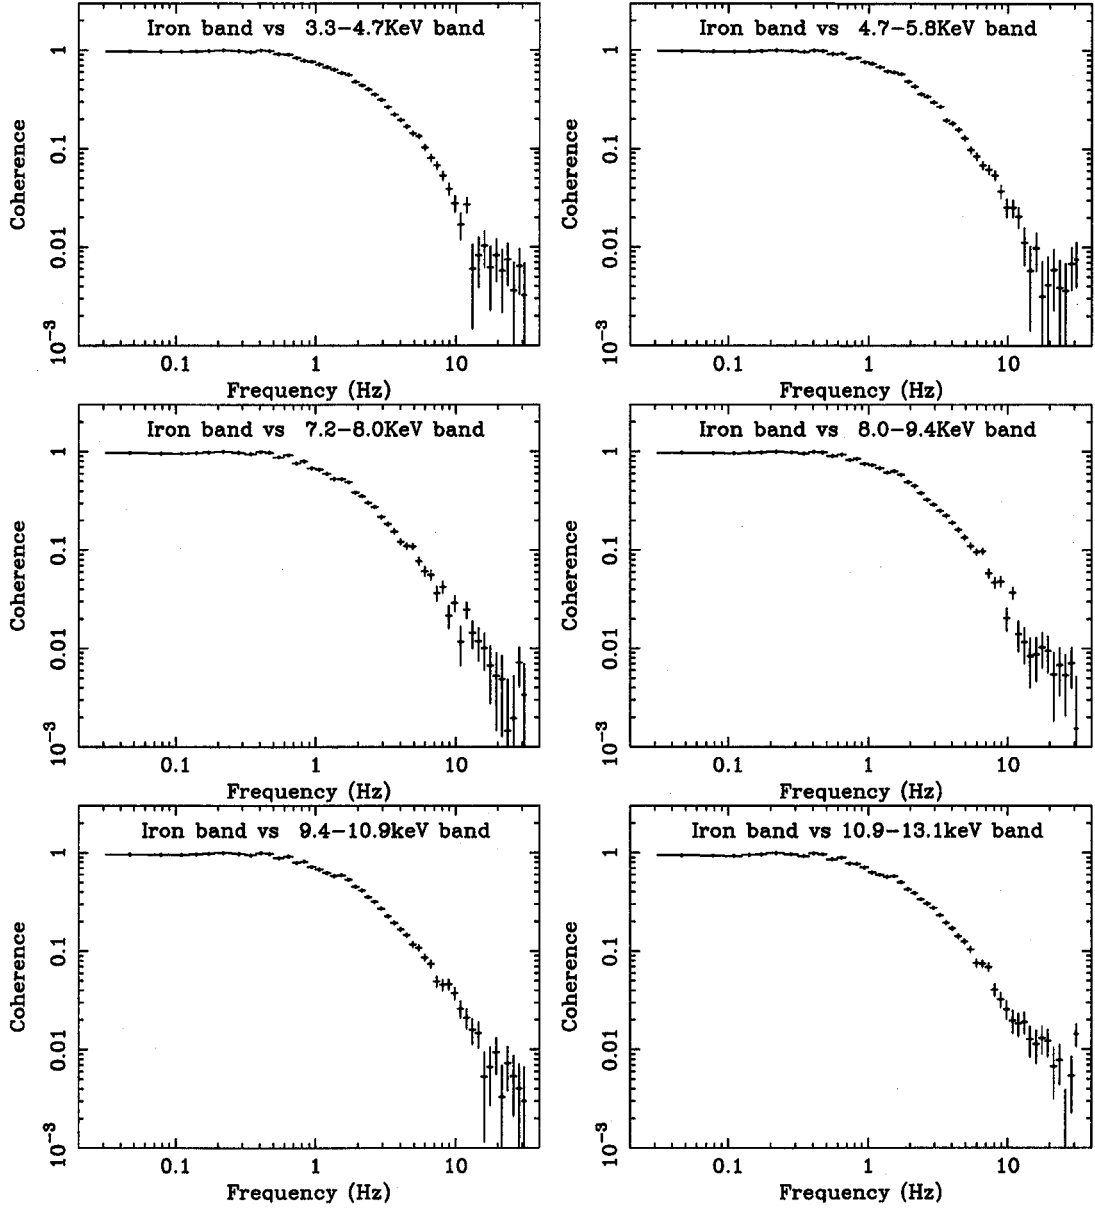 Iron band vs 3.3-4.7KeV band
Coherence
1
0.1
0.01
10-3
0.1 1 10
Frequency (Hz)
Iron band vs 4.7-5.8KeV band
Coherence
1
0.1
0.01
10-3
0.1 1 10
Frequency (Hz)
Iron band vs 7.2-8.0KeV band
Coherence
1
0.1
0.01
10-3
0.1 1 10
Frequency (Hz)
Iron band vs 8.0-9.4KeV band
Coherence
1
0.1
0.01
10-3
0.1 1 10
Frequency (Hz)
Iron band vs 9.4-10.9keV band
Coherence
1
0.1
0.01
10-3
0.1 1 10
Frequency (Hz)
Iron band vs 10.9-13.1keV band
Coherence
1
0.1
0.01
10-3
0.1 1 10
Frequency (Hz)